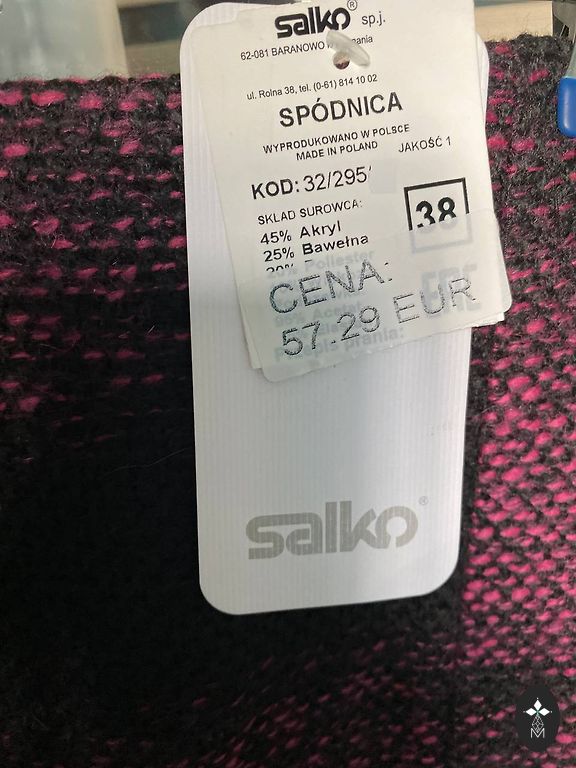 salko® sp.j.
62-081 BARANOWO
ul. Rolna 38, tel. (0-61) 814 10 02
SPÓDNICA
WYPRODUKOWANO W POLSCE
MADE IN POLAND
JAKOŚĆ 1
KOD: 32/295
SKŁAD SUROWCA:
38
45% Akryl
25% Bawełna
CENA:
57.29 EUR
salko®
M